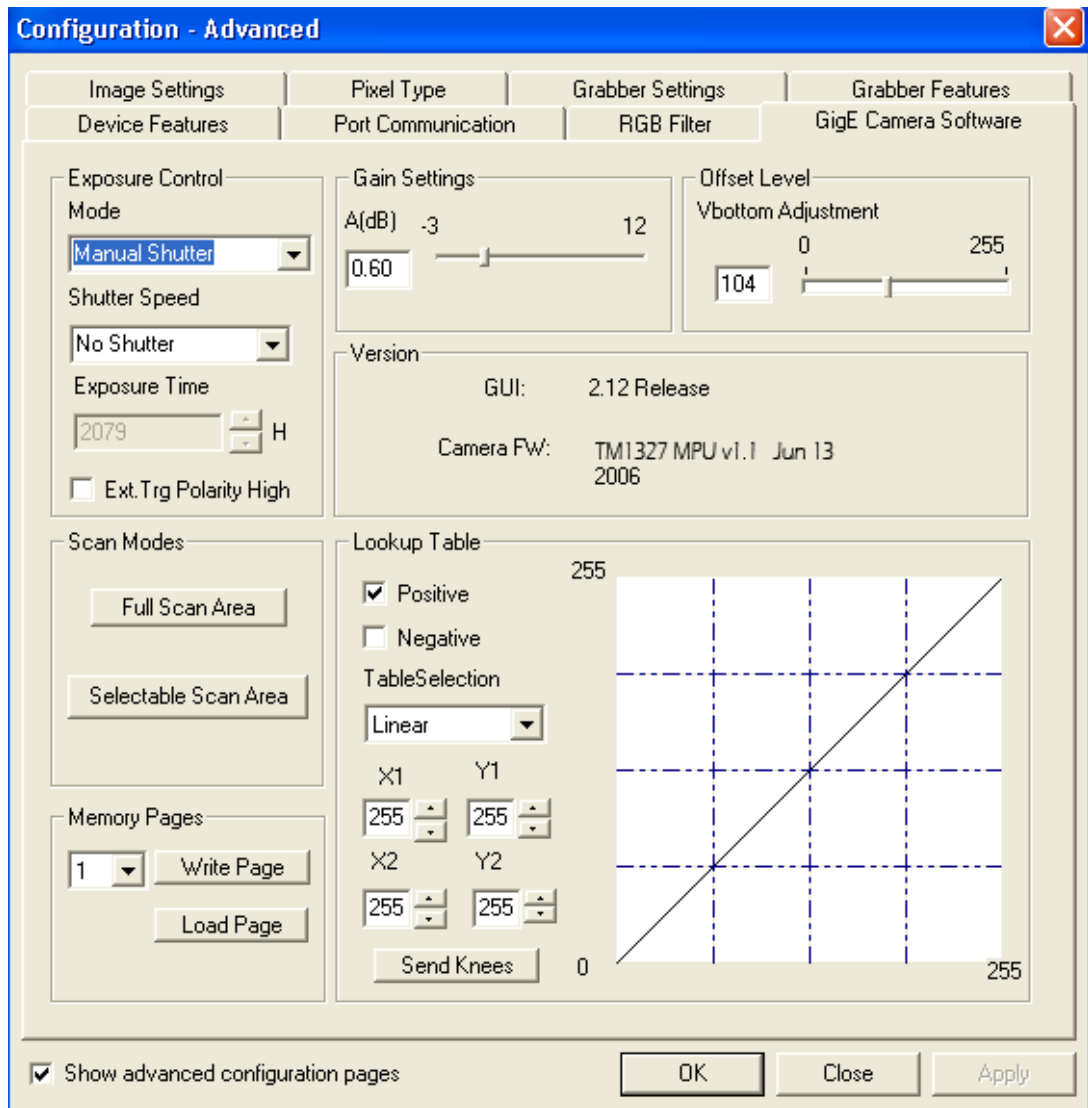 Configuration - Advanced
Image Settings
Pixel Type
Grabber Settings
Grabber Features
Device Features
Port Communication
RGB Filter
GigE Camera Software
Exposure Control
Mode
Manual Shutter
Shutter Speed
No Shutter
Exposure Time
2079 H
Ext.Trg Polarity High
Gain Settings
A(dB) -3 12
0.60
Offset Level
Vbottom Adjustment
0 255
104
Version
GUI: 2.12 Release
Camera FW: TM1327 MPU v1.1 Jun 13
2006
Scan Modes
Full Scan Area
Selectable Scan Area
Memory Pages
1 Write Page
Load Page
Lookup Table
Positive
Negative
TableSelection
Linear
X1 Y1
255 255
X2 Y2
255 255
Send Knees
255
0
255
Show advanced configuration pages
OK
Close
Apply